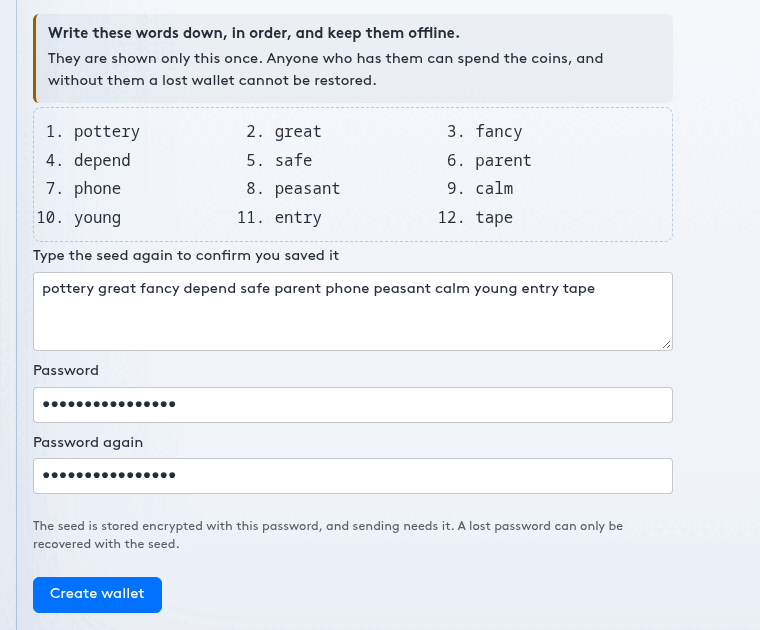 Write these words down, in order, and keep them offline.
They are shown only this once. Anyone who has them can spend the coins, and
without them a lost wallet cannot be restored.
1. pottery 2. great 3. fancy
4. depend 5. safe 6. parent
7. phone 8. peasant 9. calm
10. young 11. entry 12. tape
Type the seed again to confirm you saved it
pottery great fancy depend safe parent phone peasant calm young entry tape
Password
••••••••••••••••
Password again
••••••••••••••••
The seed is stored encrypted with this password, and sending needs it. A lost password can only be
recovered with the seed.
Create wallet